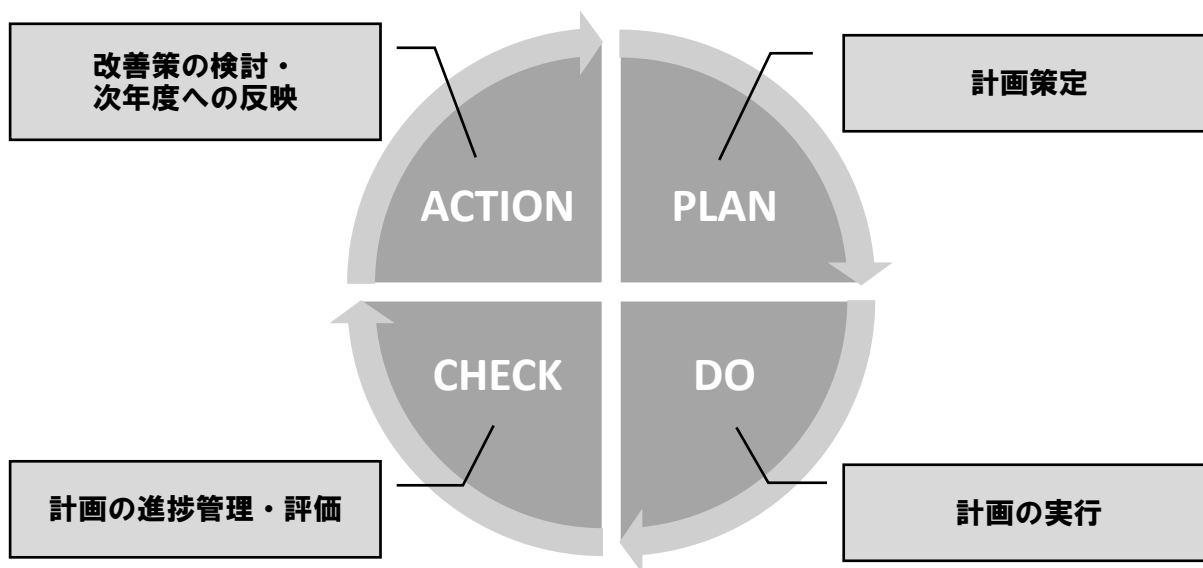 改善策の検討・
次年度への反映
計画策定
ACTION
PLAN
CHECK
DO
計画の進捗管理・評価
計画の実行